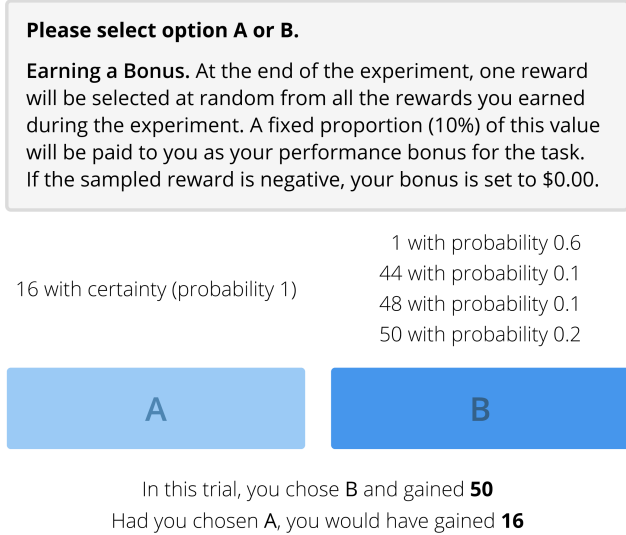 Please select option A or B.
Earning a Bonus. At the end of the experiment, one reward
will be selected at random from all the rewards you earned
during the experiment. A fixed proportion (10%) of this value
will be paid to you as your performance bonus for the task.
If the sampled reward is negative, your bonus is set to $0.00.
16 with certainty (probability 1)
1 with probability 0.6
44 with probability 0.1
48 with probability 0.1
50 with probability 0.2
A
B
In this trial, you chose B and gained 50
Had you chosen A, you would have gained 16